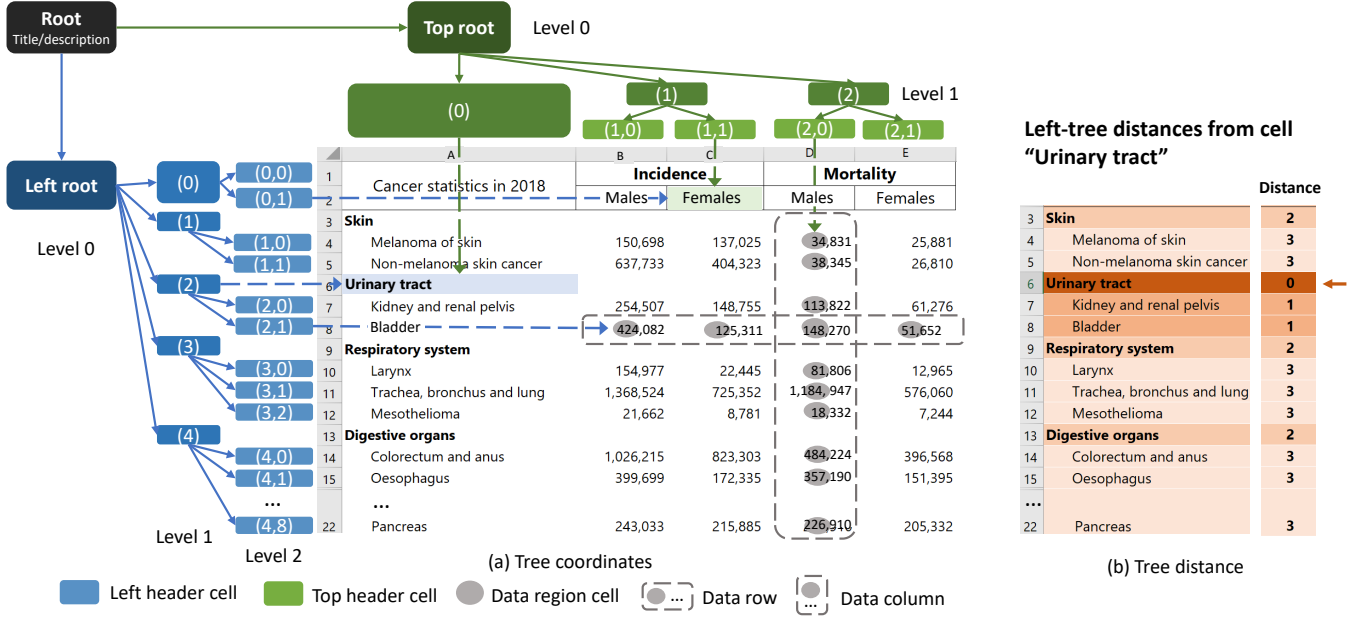 Root
Title/description
Top root
Level 0
(0)
(1)
(2)
Level 1
(1,0)
(1,1)
(2,0)
(2,1)
Left root
Level 0
(0)
(0,0)
(0,1)
(1)
(1,0)
(1,1)
(2)
(2,0)
(2,1)
(3)
(3,0)
(3,1)
(3,2)
(4)
(4,0)
(4,1)
...
(4,8)
Level 1
Level 2
A B C D E
1 Cancer statistics in 2018 Incidence Mortality
2 Males Females Males Females
3 Skin
4 Melanoma of skin 150,698 137,025 34,831 25,881
5 Non-melanoma skin cancer 637,733 404,323 38,345 26,810
6 Urinary tract
7 Kidney and renal pelvis 254,507 148,755 113,822 61,276
8 Bladder 424,082 125,311 148,270 51,652
9 Respiratory system
10 Larynx 154,977 22,445 81,806 12,965
11 Trachea, bronchus and lung 1,368,524 725,352 1,184,947 576,060
12 Mesothelioma 21,662 8,781 18,332 7,244
13 Digestive organs
14 Colorectum and anus 1,026,215 823,303 484,224 396,568
15 Oesophagus 399,699 172,335 357,190 151,395
...
22 Pancreas 243,033 215,885 226,910 205,332
(a) Tree coordinates
Left header cell
Top header cell
Data region cell
... Data row
... Data column
Left-tree distances from cell
“Urinary tract”
Distance
3 Skin 2
4 Melanoma of skin 3
5 Non-melanoma skin cancer 3
6 Urinary tract 0
7 Kidney and renal pelvis 1
8 Bladder 1
9 Respiratory system 2
10 Larynx 3
11 Trachea, bronchus and lung 3
12 Mesothelioma 3
13 Digestive organs 2
14 Colorectum and anus 3
15 Oesophagus 3
...
22 Pancreas 3
(b) Tree distance